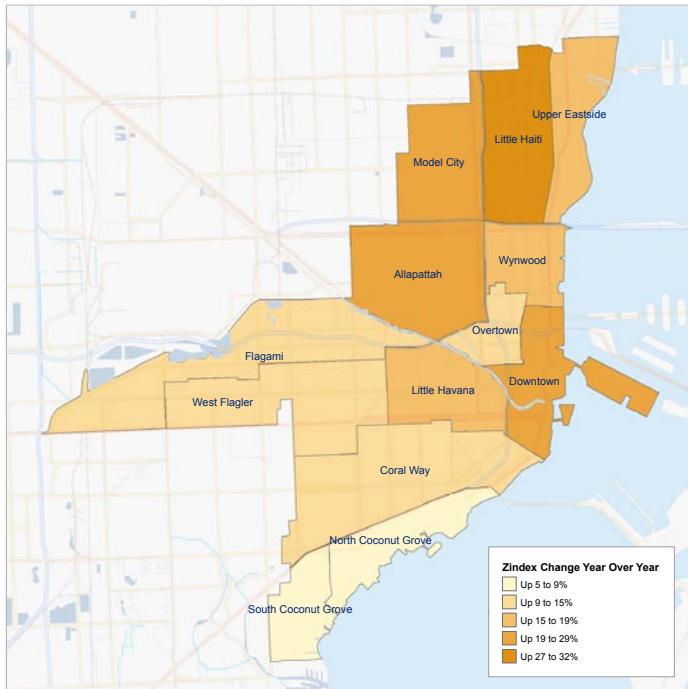 Upper Eastside
Little Haiti
Model City
Wynwood
Allapattah
Overtown
Flagami
Downtown
Little Havana
West Flagler
Coral Way
North Coconut Grove
South Coconut Grove
Zindex Change Year Over Year
Up 5 to 9%
Up 9 to 15%
Up 15 to 19%
Up 19 to 29%
Up 27 to 32%